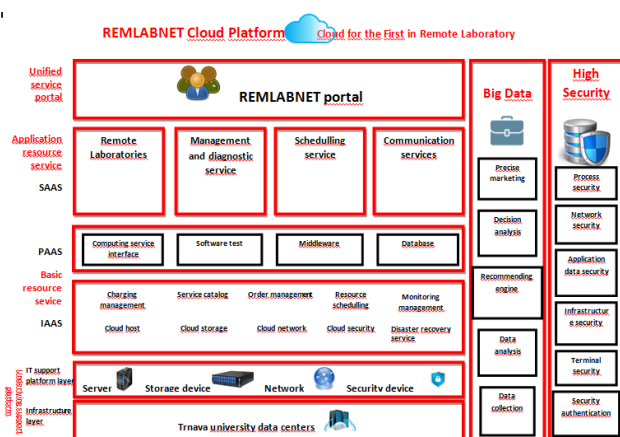 REMLABNET Cloud Platform
Cloud for the First in Remote Laboratory
Unified
service
portal
REMLABNET portal
Application
resource
service
SAAS
Remote
Laboratories
Management
and diagnostic
service
Schedulling
service
Communication
services
PAAS
Computing service
interface
Software test
Middleware
Database
Basic
resource
sevice
IAAS
Charging
management
Service catalog
Order management
Resource
schedulling
Monitoring
management
Cloud host
Cloud storage
Cloud network
Cloud security
Disaster recovery
service
IT support
platform layer
Server
Storage device
Network
Security device
Infrastructure
layer
Trnava university data centers
Big Data
Precise
marketing
Decision
analysis
Recommending
engine
Data
analysis
Data
collection
High
Security
Process
security
Network
security
Application
data security
Infrastructur
e security
Terminal
security
Security
authentication